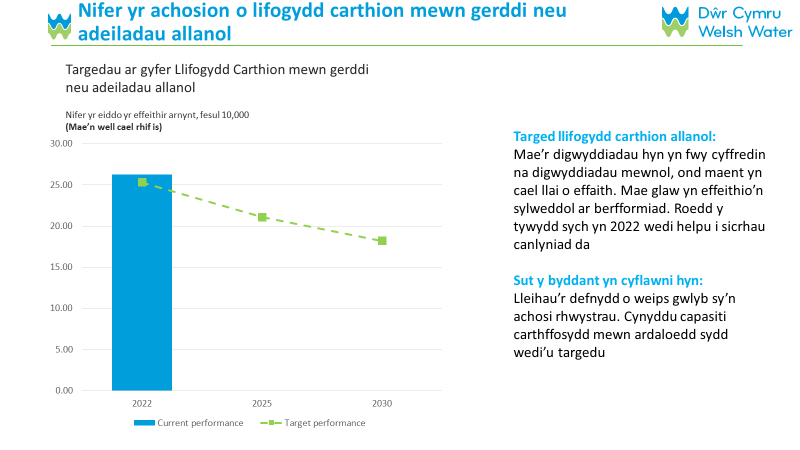 Nifer yr achosion o lifogydd carthion mewn gerddi neu
adeiladau allanol
Dŵr Cymru
Welsh Water
Targedau ar gyfer Llifogydd Carthion mewn gerddi
neu adeiladau allanol
Nifer yr eiddo yr effeithir arnynt, fesul 10,000
(Mae'n well cael rhif is)
30.00
25.00
20.00
15.00
10.00
5.00
0.00
2022 2025 2030
Current performance Target performance
Targed llifogydd carthion allanol:
Mae'r digwyddiadau hyn yn fwy cyffredin
na digwyddiadau mewnol, ond maent yn
cael llai o effaith. Mae glaw yn effeithio'n
sylweddol ar berfformiad. Roedd y
tywydd sych yn 2022 wedi helpu i sicrhau
canlyniad da
Sut y byddant yn cyflawni hyn:
Lleihau'r defnydd o weips gwlyb sy'n
achosi rhwystrau. Cynyddu capasiti
carthffosydd mewn ardaloedd sydd
wedi'u targedu